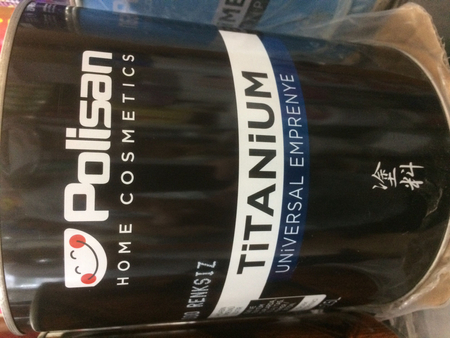 Polisan
HOME COSMETICS
TiTANiUM
UNiVERSAL EMPRENYE
RENKSIZ
塗料